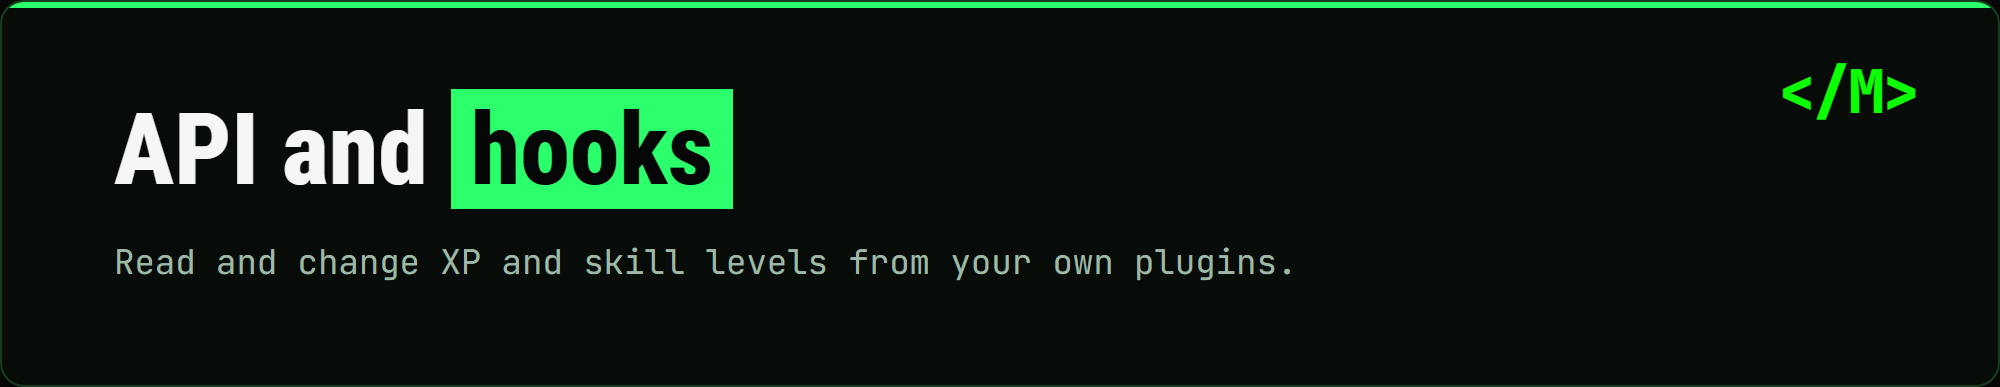 </M>
API and hooks
Read and change XP and skill levels from your own plugins.